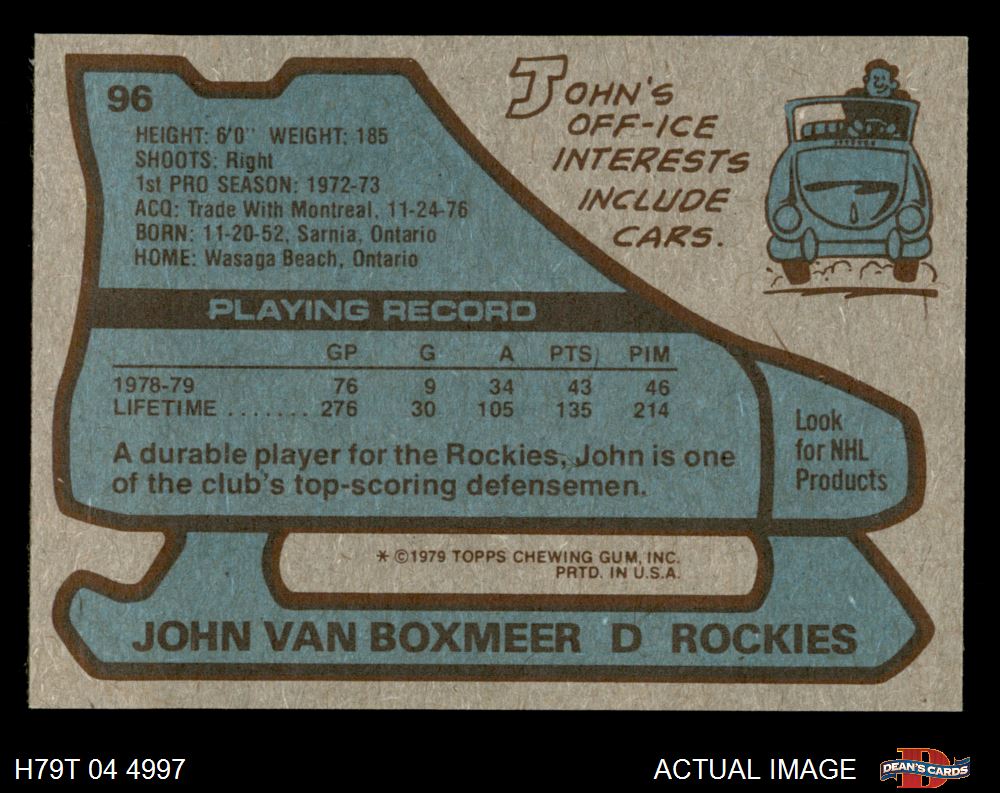 96
HEIGHT: 6'0" WEIGHT: 185
SHOOTS: Right
1st PRO SEASON: 1972-73
ACQ: Trade With Montreal, 11-24-76
BORN: 11-20-52, Sarnia, Ontario
HOME: Wasaga Beach, Ontario
JOHN'S
OFF-ICE
INTERESTS
INCLUDE
CARS.
PLAYING RECORD
GP G A PTS PIM
1978-79 76 9 34 43 46
LIFETIME ....... 276 30 105 135 214
A durable player for the Rockies, John is one
of the club's top-scoring defensemen.
Look
for NHL
Products
* ©1979 TOPPS CHEWING GUM, INC.
PRTD. IN U.S.A.
JOHN VAN BOXMEER D ROCKIES
H79T 04 4997
ACTUAL IMAGE
D
DEAN'S CARDS